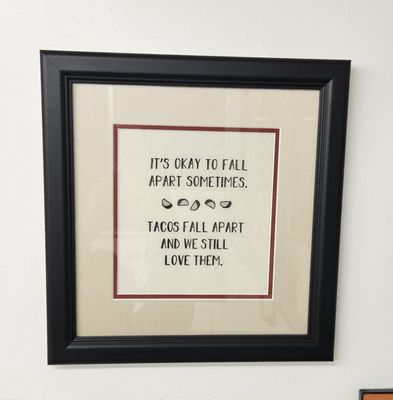 IT'S OKAY TO FALL
APART SOMETIMES.
TACOS FALL APART
AND WE STILL
LOVE THEM.